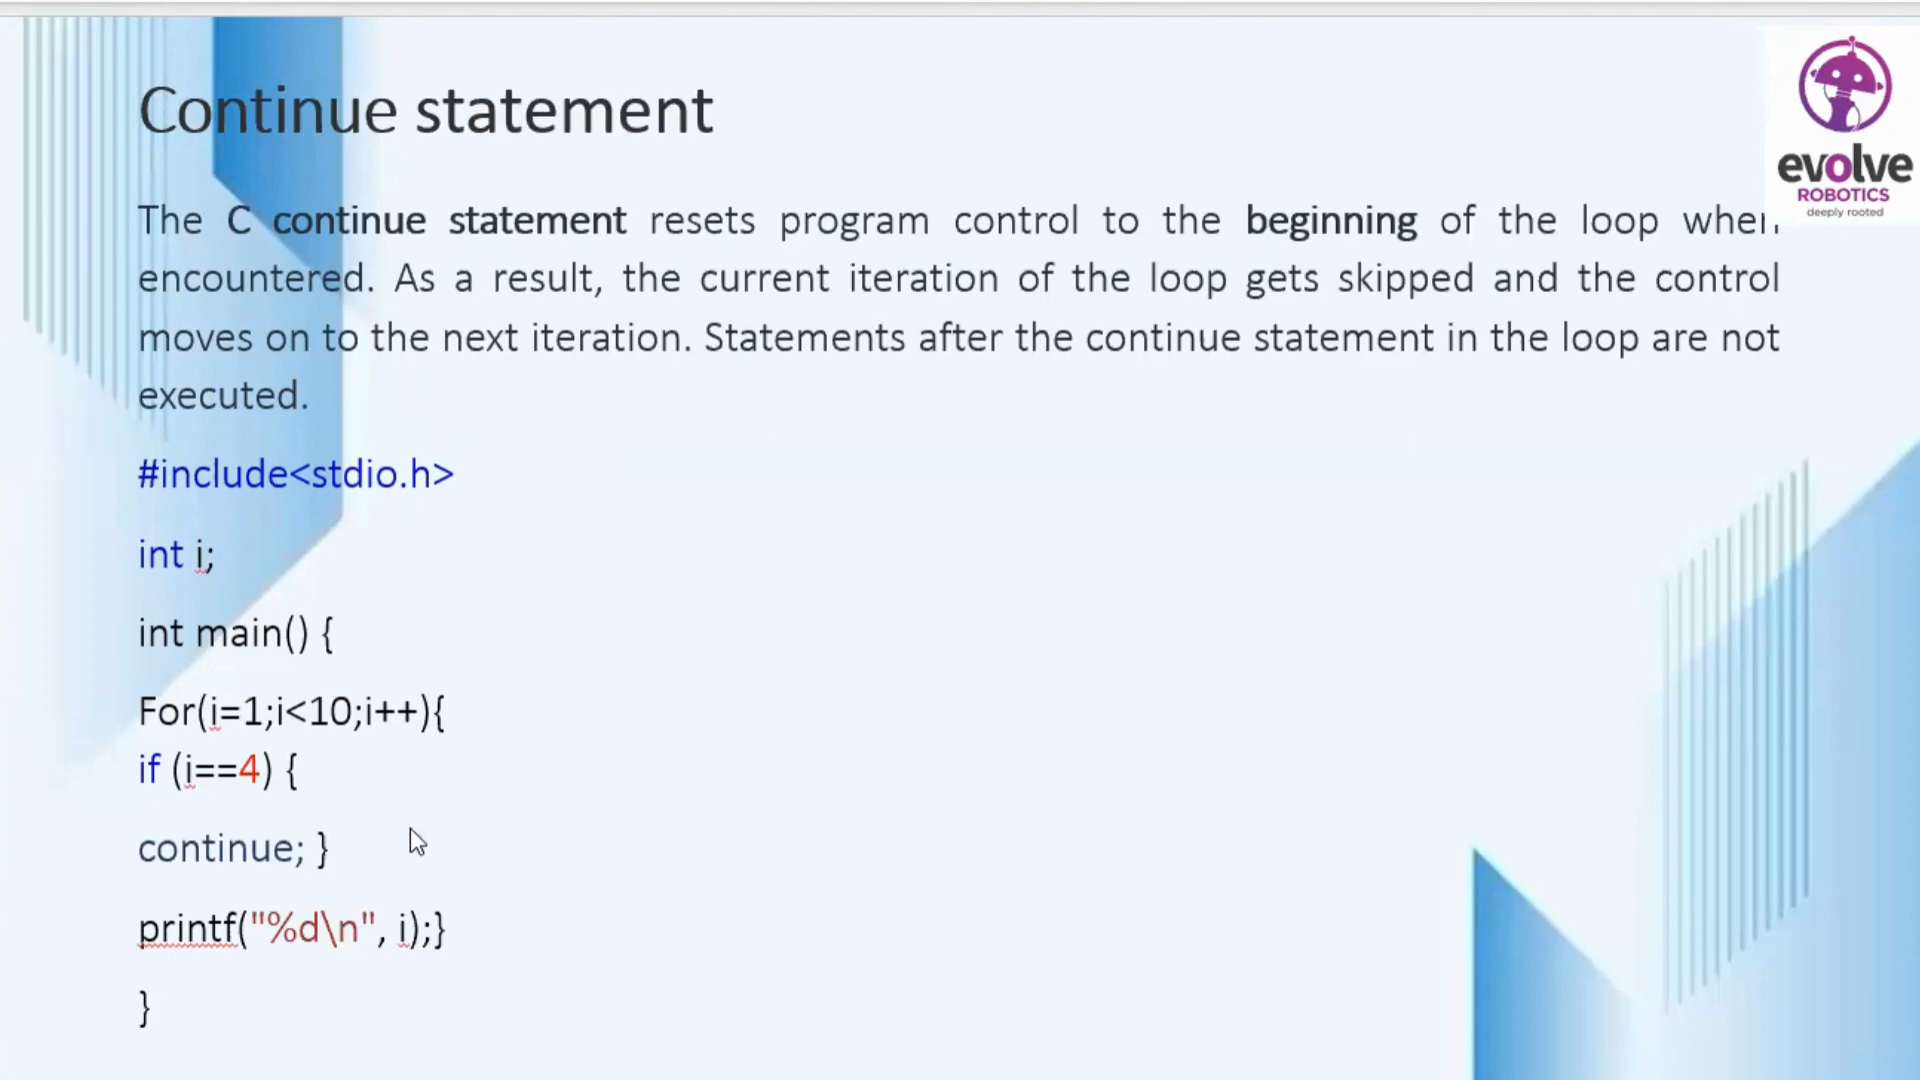 Continue statement
evolve
ROBOTICS
deeply rooted
The C continue statement resets program control to the beginning of the loop when
encountered. As a result, the current iteration of the loop gets skipped and the control
moves on to the next iteration. Statements after the continue statement in the loop are not
executed.
#include<stdio.h>
int i;
int main() {
For(i=1;i<10;i++){
if (i==4) {
continue; }
printf("%d\n", i);}
}